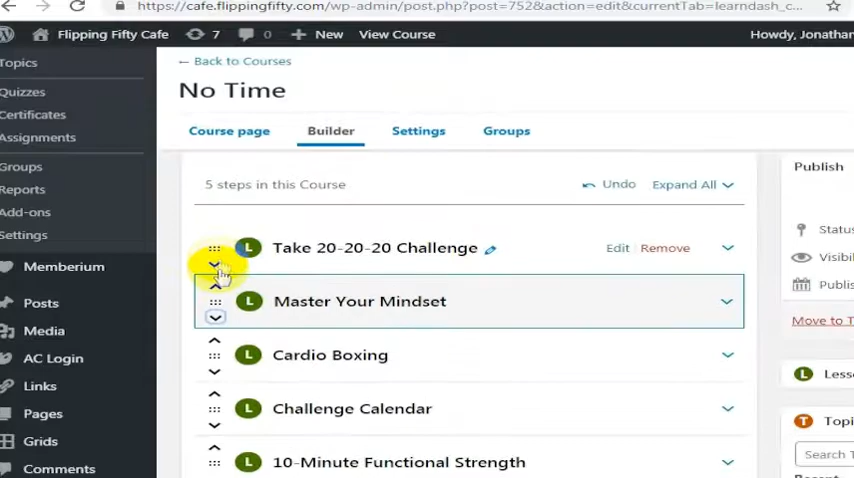 https://cafe.flippingfifty.com/wp-admin/post.php?post=752&action=edit&currentTab=learndash_c...
Flipping Fifty Cafe 7 0 New View Course Howdy, Jonathan
Topics
Quizzes
Certificates
Assignments
Groups
Reports
Add-ons
Settings
Memberium
Posts
Media
AC Login
Links
Pages
Grids
Comments
← Back to Courses
No Time
Course page Builder Settings Groups
5 steps in this Course Undo Expand All
L Take 20-20-20 Challenge Edit | Remove
L Master Your Mindset
L Cardio Boxing
L Challenge Calendar
L 10-Minute Functional Strength
Publish
Status
Visibi
Publis
Move to T
L Lesso
T Topi
Search T